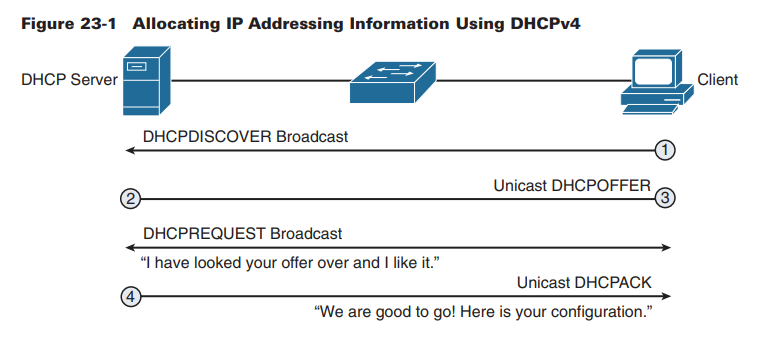 Figure 23-1 Allocating IP Addressing Information Using DHCPv4
DHCP Server
Client
DHCPDISCOVER Broadcast
1
Unicast DHCPOFFER
2
3
DHCPREQUEST Broadcast
“I have looked your offer over and I like it.”
Unicast DHCPACK
4
“We are good to go! Here is your configuration.”